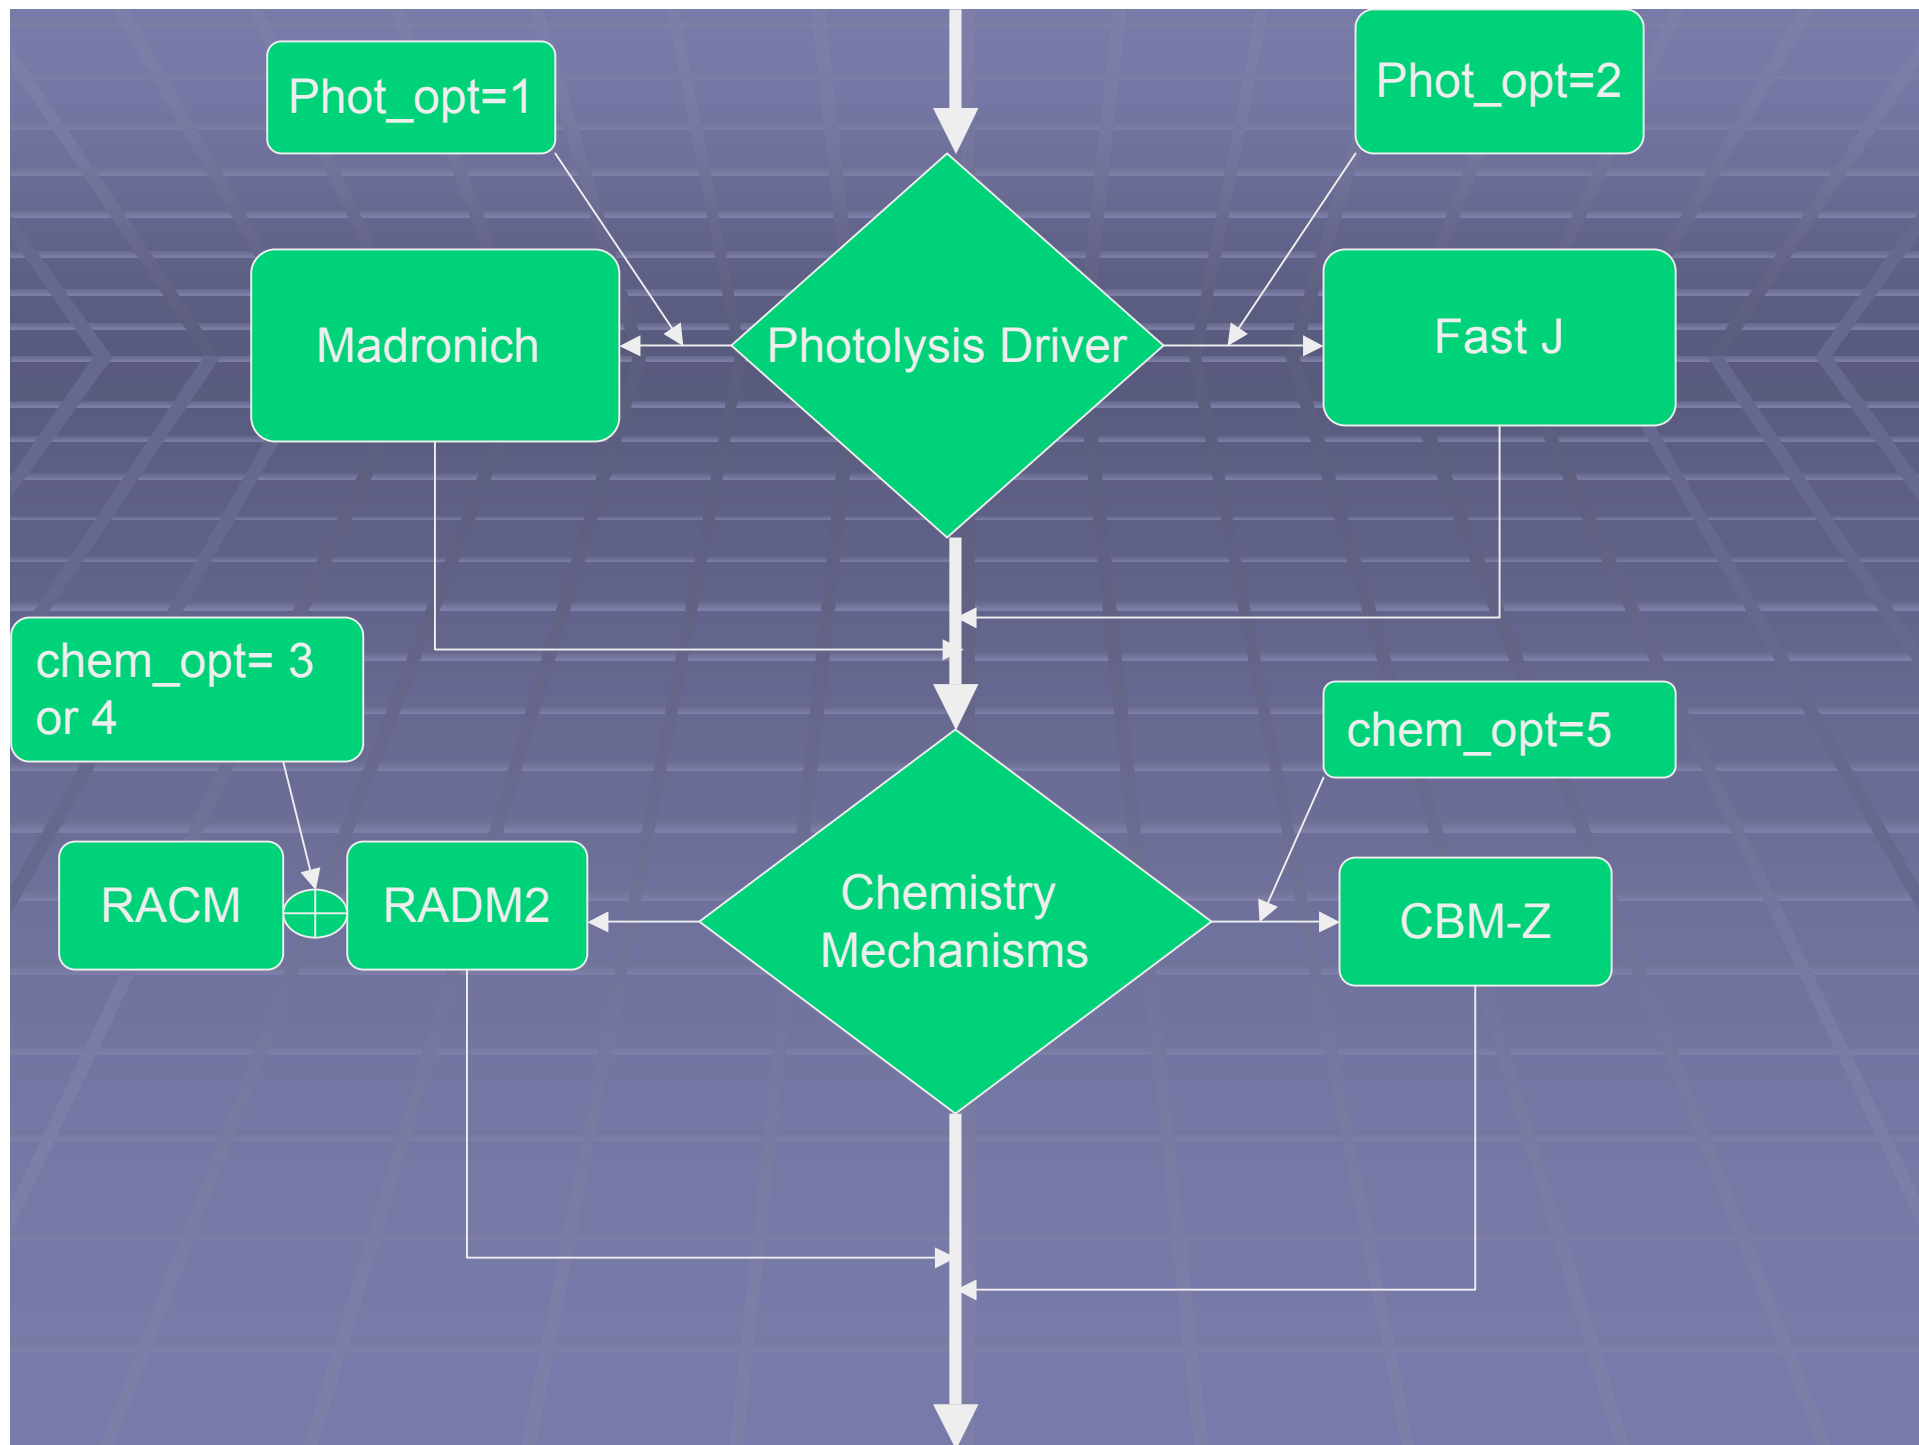 Phot_opt=1
Phot_opt=2
Madronich
Photolysis Driver
Fast J
chem_opt= 3
or 4
chem_opt=5
RACM
RADM2
Chemistry
Mechanisms
CBM-Z